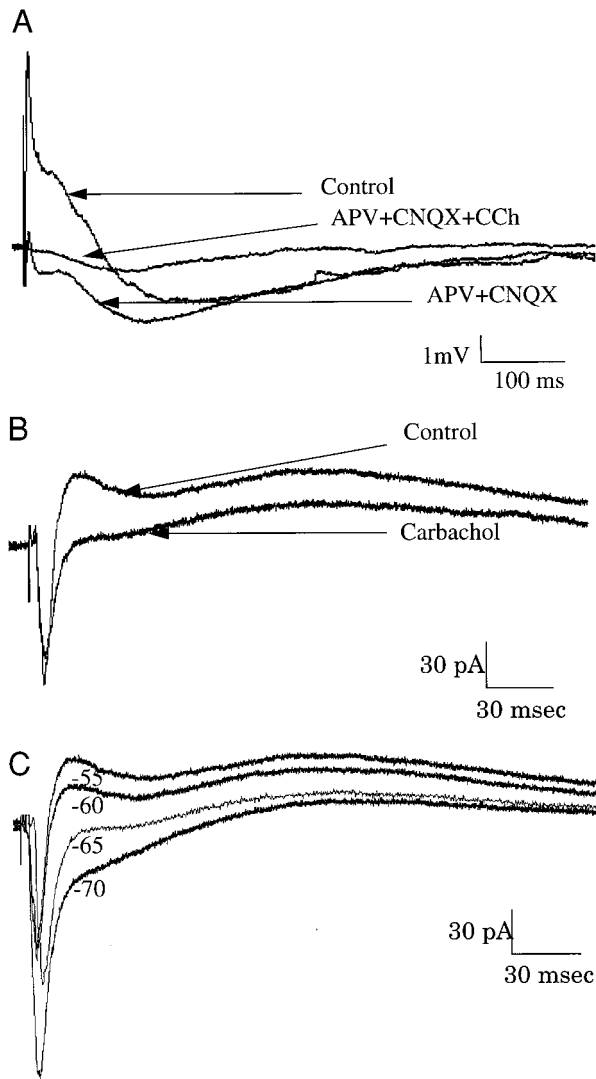 A
Control
APV+CNQX+CCh
APV+CNQX
1mV
100 ms
B
Control
Carbachol
30 pA
30 msec
C
-55
-60
-65
-70
30 pA
30 msec